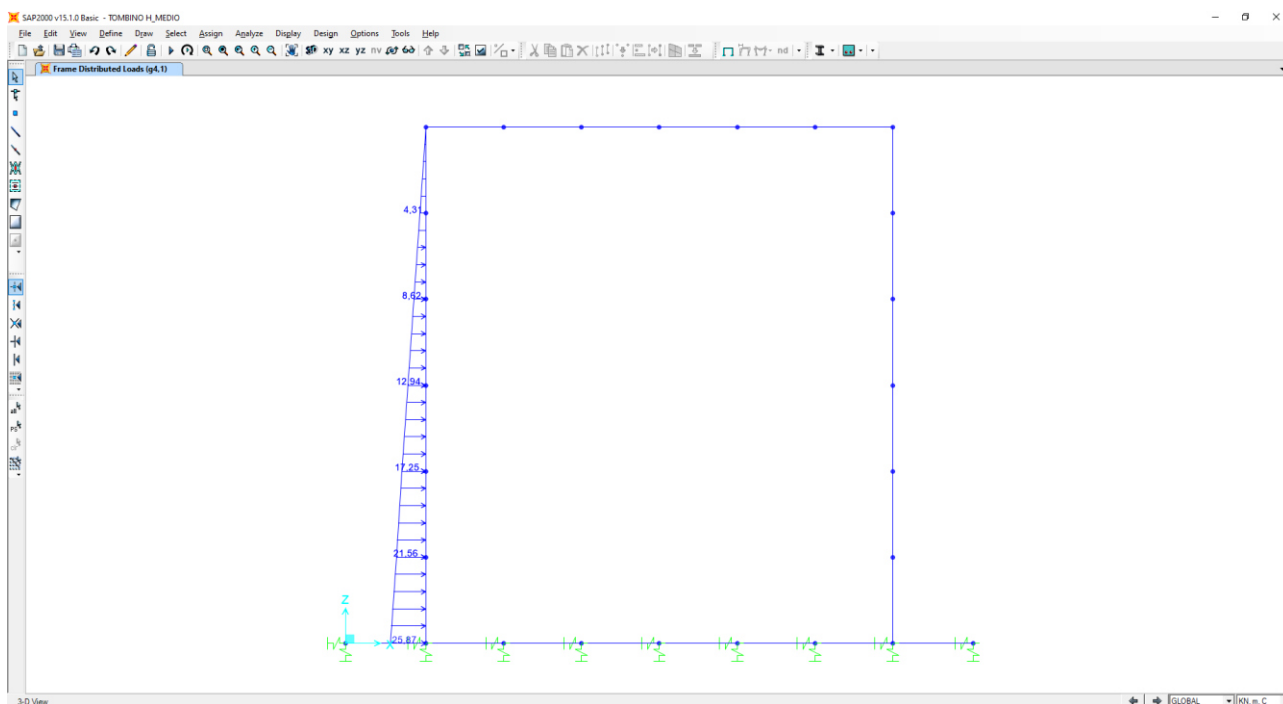 SAP2000 v15.1.0 Basic - TOMBINO H_MEDIO
File Edit View Define Draw Select Assign Analyze Display Design Options Tools Help
xy xz yz nv nd
Frame Distributed Loads (g4,1)
4,31
8,62
12,94
17,25
21,56
Z
25,87
X
3-D View GLOBAL KN, m, C